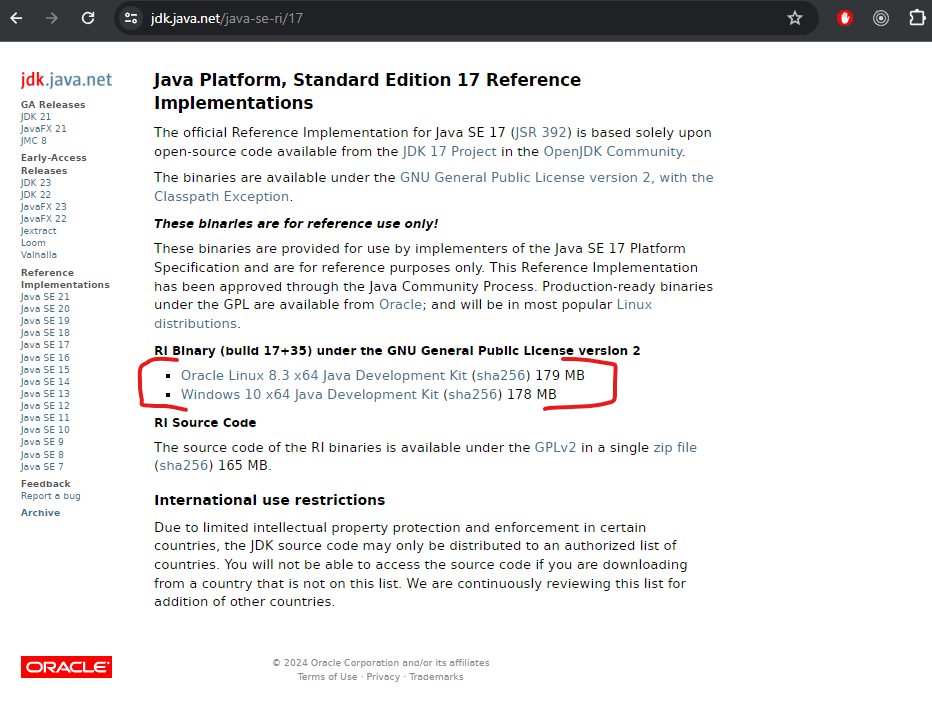 jdk.java.net/java-se-ri/17
jdk.java.net
GA Releases
JDK 21
JavaFX 21
JMC 8
Early-Access
Releases
JDK 23
JDK 22
JavaFX 23
JavaFX 22
Jextract
Loom
Valhalla
Reference
Implementations
Java SE 21
Java SE 20
Java SE 19
Java SE 18
Java SE 17
Java SE 16
Java SE 15
Java SE 14
Java SE 13
Java SE 12
Java SE 11
Java SE 10
Java SE 9
Java SE 8
Java SE 7
Feedback
Report a bug
Archive
Java Platform, Standard Edition 17 Reference
Implementations
The official Reference Implementation for Java SE 17 (JSR 392) is based solely upon
open-source code available from the JDK 17 Project in the OpenJDK Community.
The binaries are available under the GNU General Public License version 2, with the
Classpath Exception.
These binaries are for reference use only!
These binaries are provided for use by implementers of the Java SE 17 Platform
Specification and are for reference purposes only. This Reference Implementation
has been approved through the Java Community Process. Production-ready binaries
under the GPL are available from Oracle; and will be in most popular Linux
distributions.
RI Binary (build 17+35) under the GNU General Public License version 2
▪ Oracle Linux 8.3 x64 Java Development Kit (sha256) 179 MB
▪ Windows 10 x64 Java Development Kit (sha256) 178 MB
RI Source Code
The source code of the RI binaries is available under the GPLv2 in a single zip file
(sha256) 165 MB.
International use restrictions
Due to limited intellectual property protection and enforcement in certain
countries, the JDK source code may only be distributed to an authorized list of
countries. You will not be able to access the source code if you are downloading
from a country that is not on this list. We are continuously reviewing this list for
addition of other countries.
ORACLE
© 2024 Oracle Corporation and/or its affiliates
Terms of Use · Privacy · Trademarks